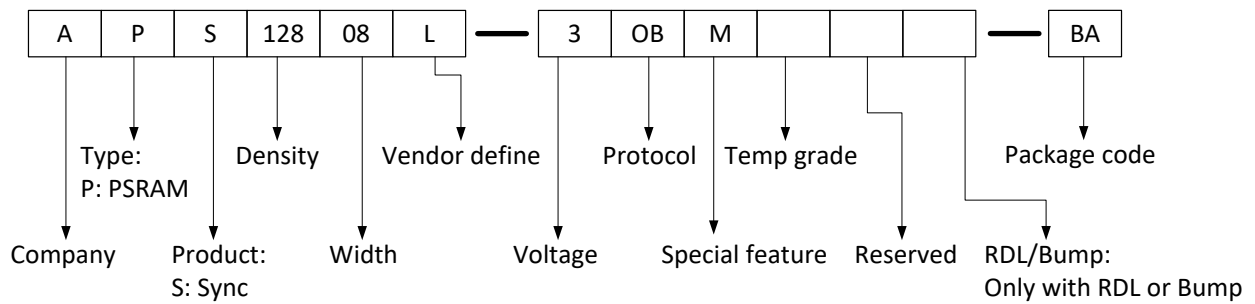 A P S 128 08 L — 3 OB M — BA
Type:
P: PSRAM
Density
Vendor define
Protocol
Temp grade
Package code
Company
Product:
S: Sync
Width
Voltage
Special feature
Reserved
RDL/Bump:
Only with RDL or Bump